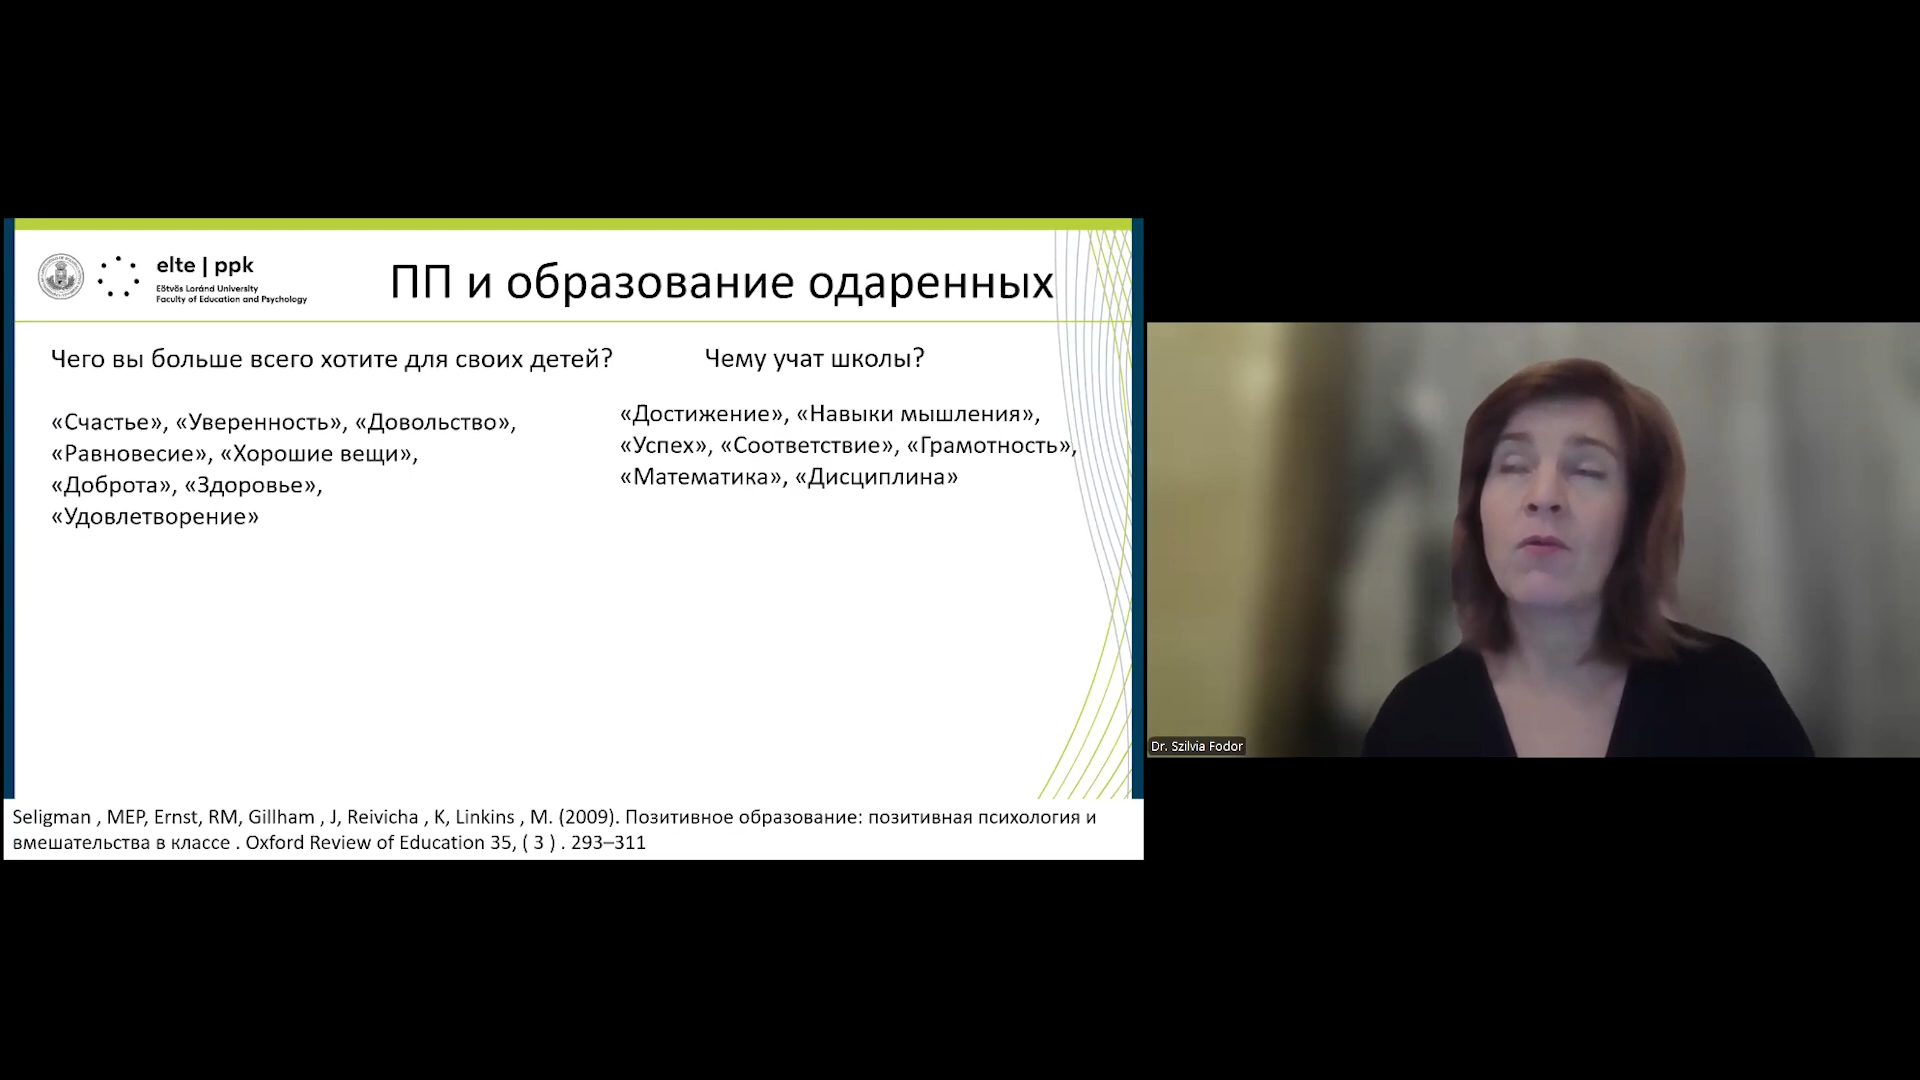 elte | ppk
Eötvös Loránd University
Faculty of Education and Psychology
ПП и образование одаренных
Чего вы больше всего хотите для своих детей?
«Счастье», «Уверенность», «Довольство»,
«Равновесие», «Хорошие вещи»,
«Доброта», «Здоровье»,
«Удовлетворение»
Чему учат школы?
«Достижение», «Навыки мышления»,
«Успех», «Соответствие», «Грамотность»,
«Математика», «Дисциплина»
Seligman , MEP, Ernst, RM, Gillham , J, Reivicha , K, Linkins , M. (2009). Позитивное образование: позитивная психология и
вмешательства в классе . Oxford Review of Education 35, ( 3 ) . 293–311
Dr. Szilvia Fodor